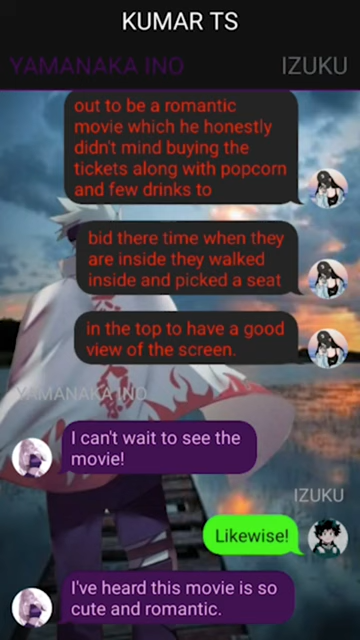 KUMAR TS
YAMANAKA INO
IZUKU
out to be a romantic
movie which he honestly
didn't mind buying the
tickets along with popcorn
and few drinks to
bid there time when they
are inside they walked
inside and picked a seat
in the top to have a good
view of the screen.
YAMANAKA INO
I can't wait to see the
movie!
IZUKU
Likewise!
I've heard this movie is so
cute and romantic.